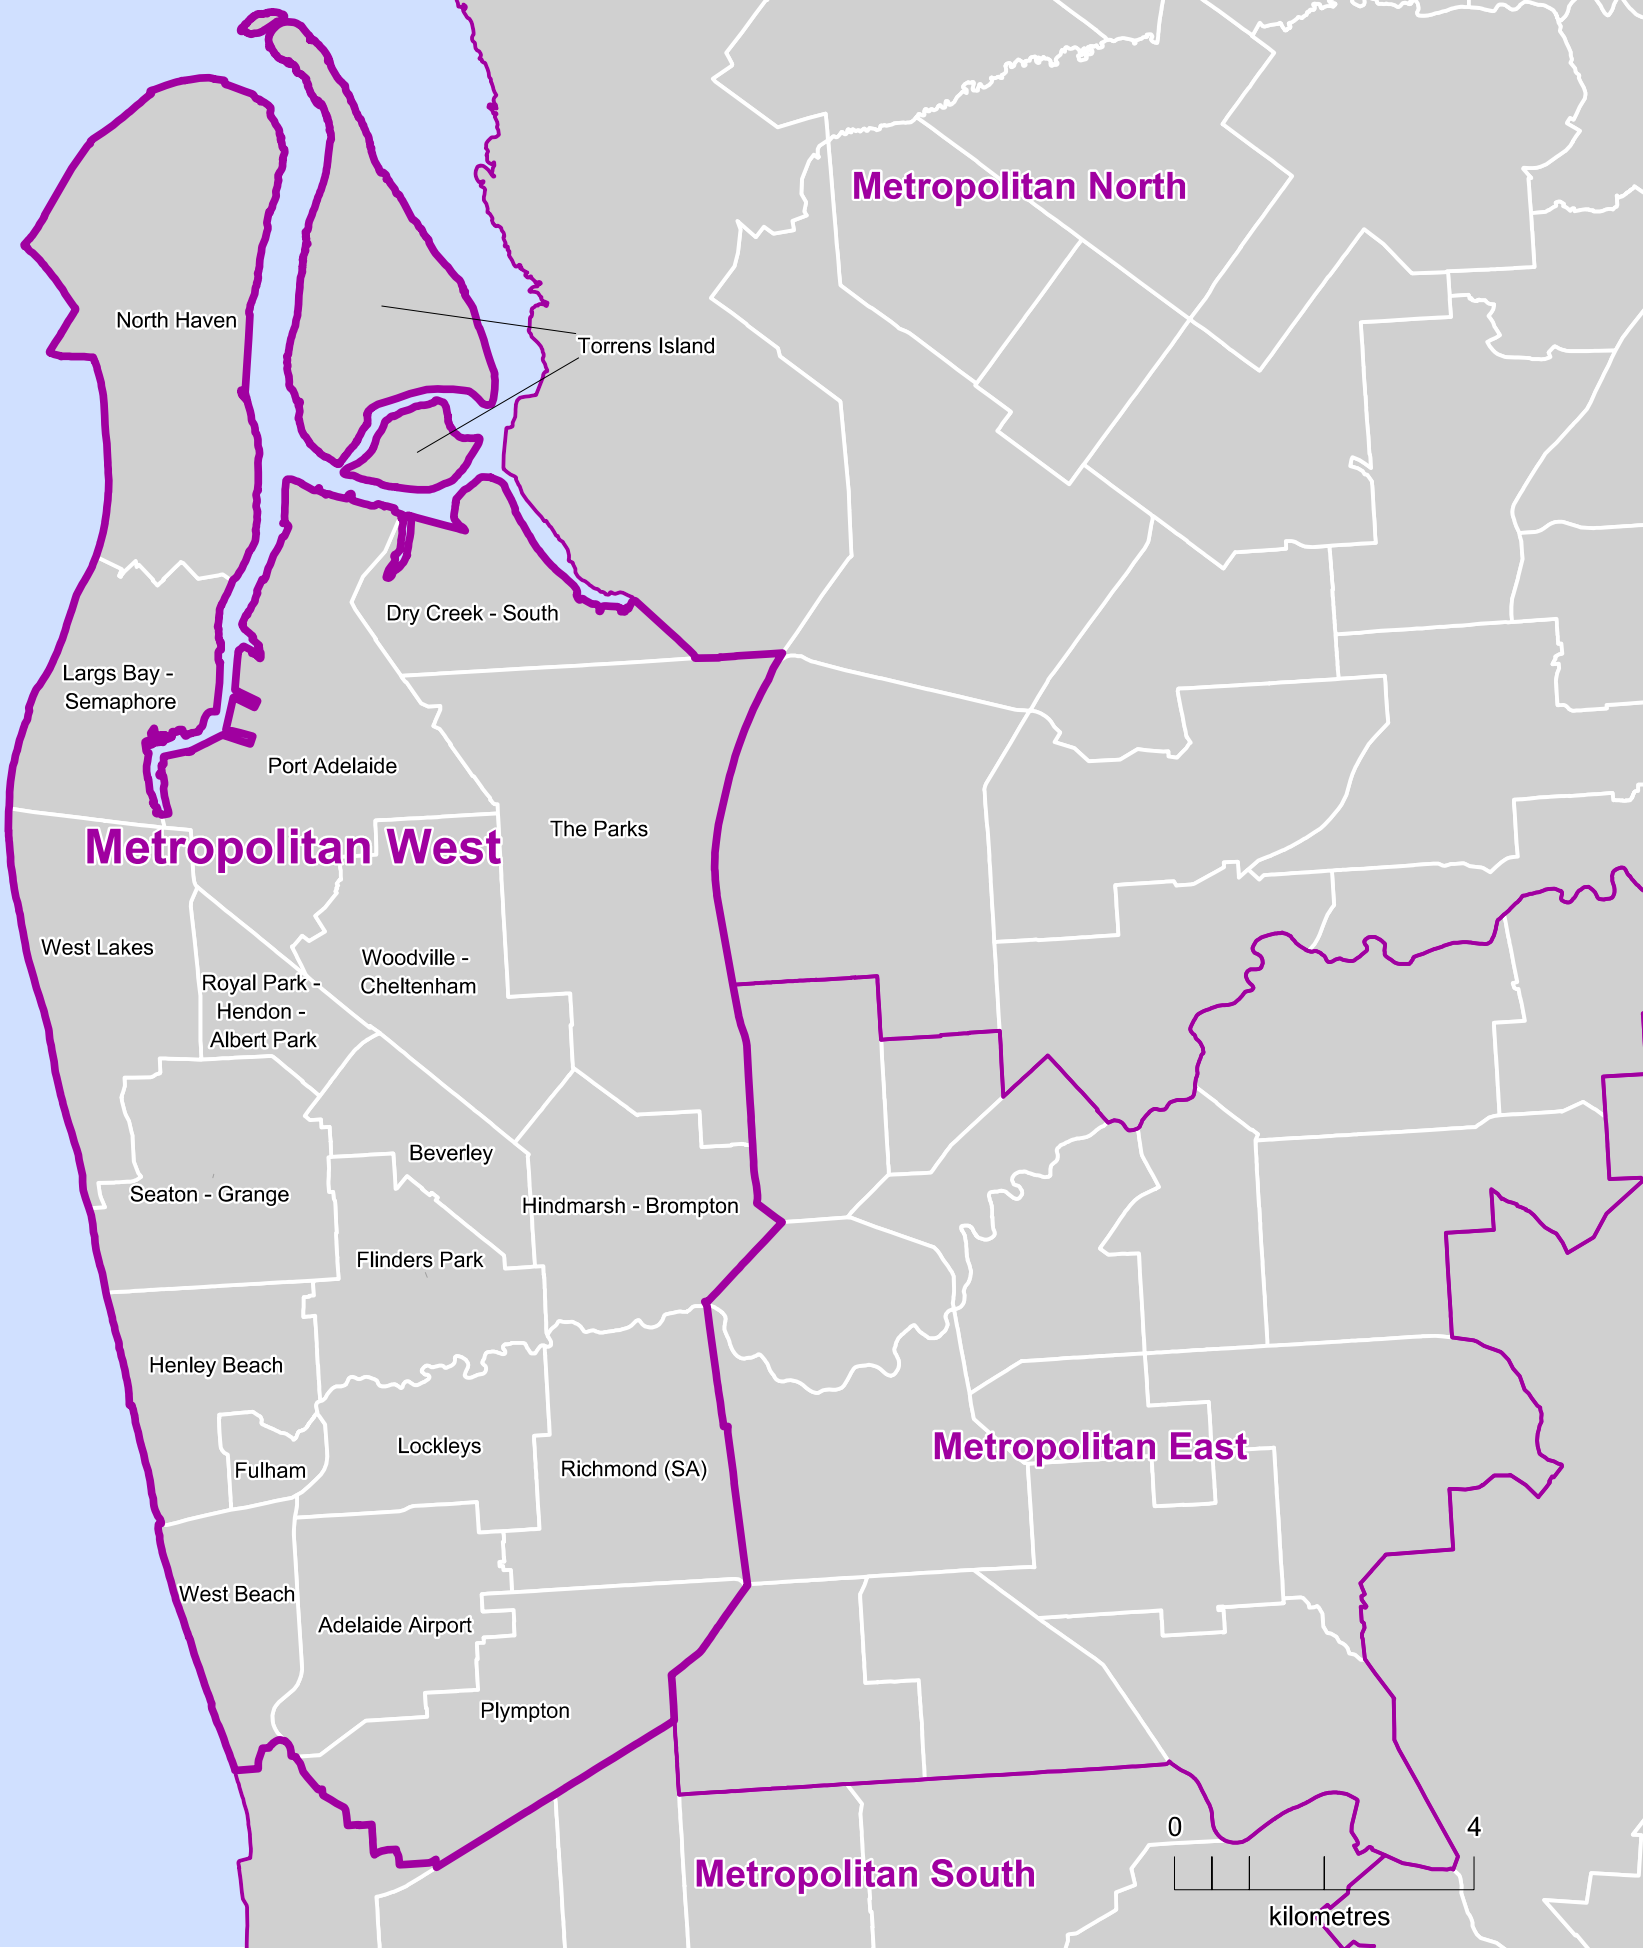 Metropolitan North
North Haven
Torrens Island
Dry Creek - South
Largs Bay -
Semaphore
Port Adelaide
The Parks
Metropolitan West
West Lakes
Woodville -
Cheltenham
Royal Park -
Hendon -
Albert Park
Beverley
Seaton - Grange
Hindmarsh - Brompton
Flinders Park
Henley Beach
Lockleys
Metropolitan East
Fulham
Richmond (SA)
West Beach
Adelaide Airport
Plympton
0 4
Metropolitan South
kilometres